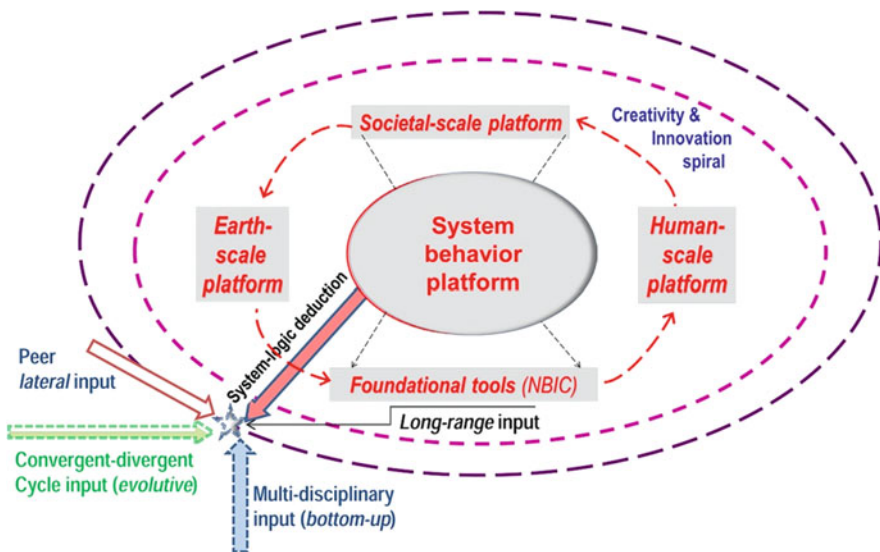 Societal-scale platform
Creativity &
Innovation
spiral
Earth-
scale
platform
System
behavior
platform
Human-
scale
platform
System-logic deduction
Peer
lateral input
Foundational tools (NBIC)
Long-range input
Convergent-divergent
Cycle input (evolutive)
Multi-disciplinary
input (bottom-up)